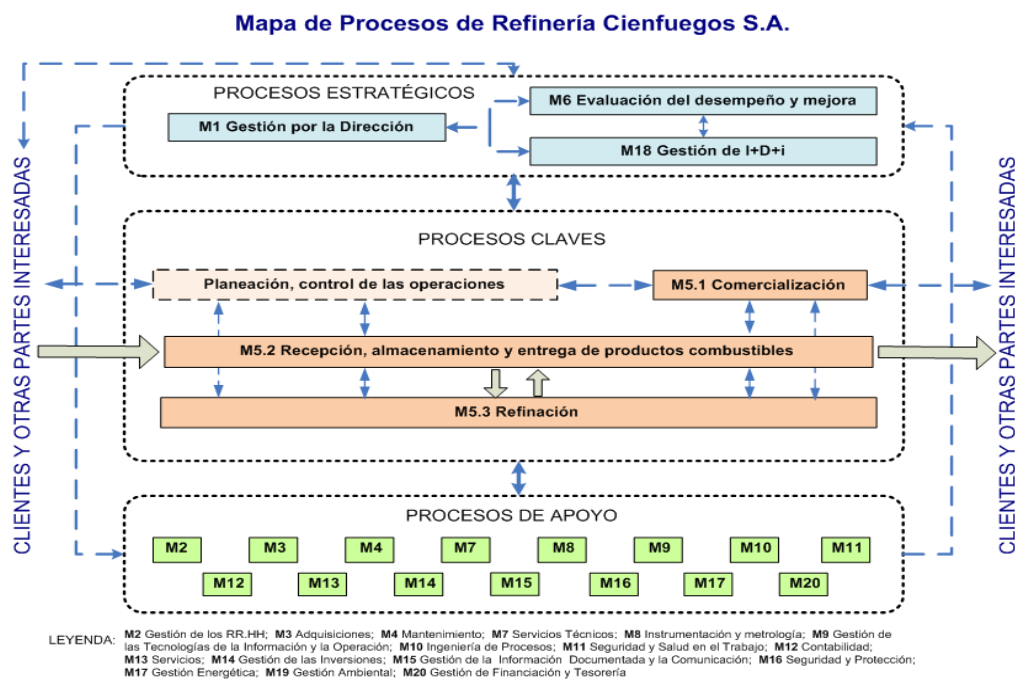 Mapa de Procesos de Refinería Cienfuegos S.A.
CLIENTES Y OTRAS PARTES INTERESADAS
PROCESOS ESTRATÉGICOS
M1 Gestión por la Dirección
M6 Evaluación del desempeño y mejora
M18 Gestión de I+D+i
PROCESOS CLAVES
Planeación, control de las operaciones
M5.1 Comercialización
M5.2 Recepción, almacenamiento y entrega de productos combustibles
M5.3 Refinación
PROCESOS DE APOYO
M2
M3
M4
M7
M8
M9
M10
M11
M12
M13
M14
M15
M16
M17
M20
CLIENTES Y OTRAS PARTES INTERESADAS
LEYENDA: M2 Gestión de los RR.HH; M3 Adquisiciones; M4 Mantenimiento; M7 Servicios Técnicos; M8 Instrumentación y metrología; M9 Gestión de
las Tecnologías de la Información y la Operación; M10 Ingeniería de Procesos; M11 Seguridad y Salud en el Trabajo; M12 Contabilidad;
M13 Servicios; M14 Gestión de las Inversiones; M15 Gestión de la Información Documentada y la Comunicación; M16 Seguridad y Protección;
M17 Gestión Energética; M19 Gestión Ambiental; M20 Gestión de Financiación y Tesorería